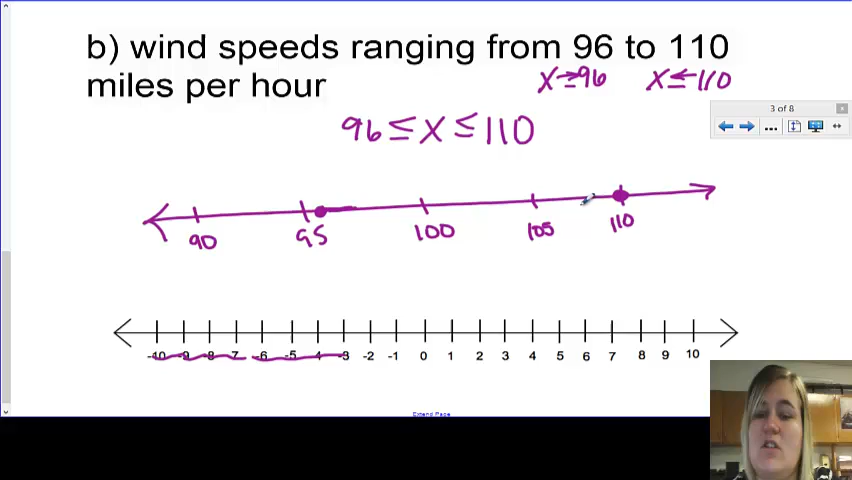 b) wind speeds ranging from 96 to 110
miles per hour
X ≥ 96 X ≤ 110
3 of 8
96 ≤ X ≤ 110
90 95 100 105 110
-10 -9 -8 -7 -6 -5 -4 -3 -2 -1 0 1 2 3 4 5 6 7 8 9 10
Extend Page